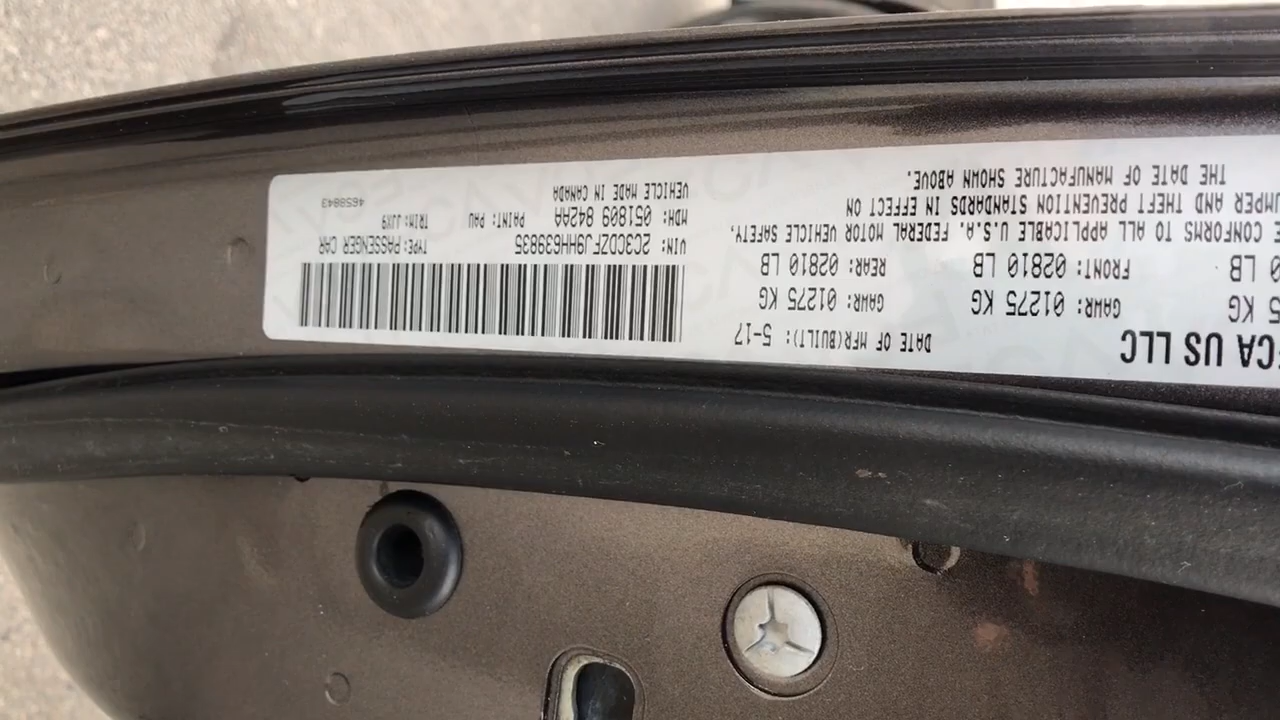 FCA US LLC
DATE OF MFR(BUILT): 5-17
KG GAWR: 01275 KG GAWR: 01275 KG
LB FRONT: 02810 LB REAR: 02810 LB
CONFORMS TO ALL APPLICABLE U.S.A. FEDERAL MOTOR VEHICLE SAFETY,
AND THEFT PREVENTION STANDARDS IN EFFECT ON
THE DATE OF MANUFACTURE SHOWN ABOVE.
VIN: 2C3CDZFJ9HH639835 TYPE: PASSENGER CAR
MDH: 051809 842AA PAINT: PAU TRIM: JJX9
VEHICLE MADE IN CANADA 4658843